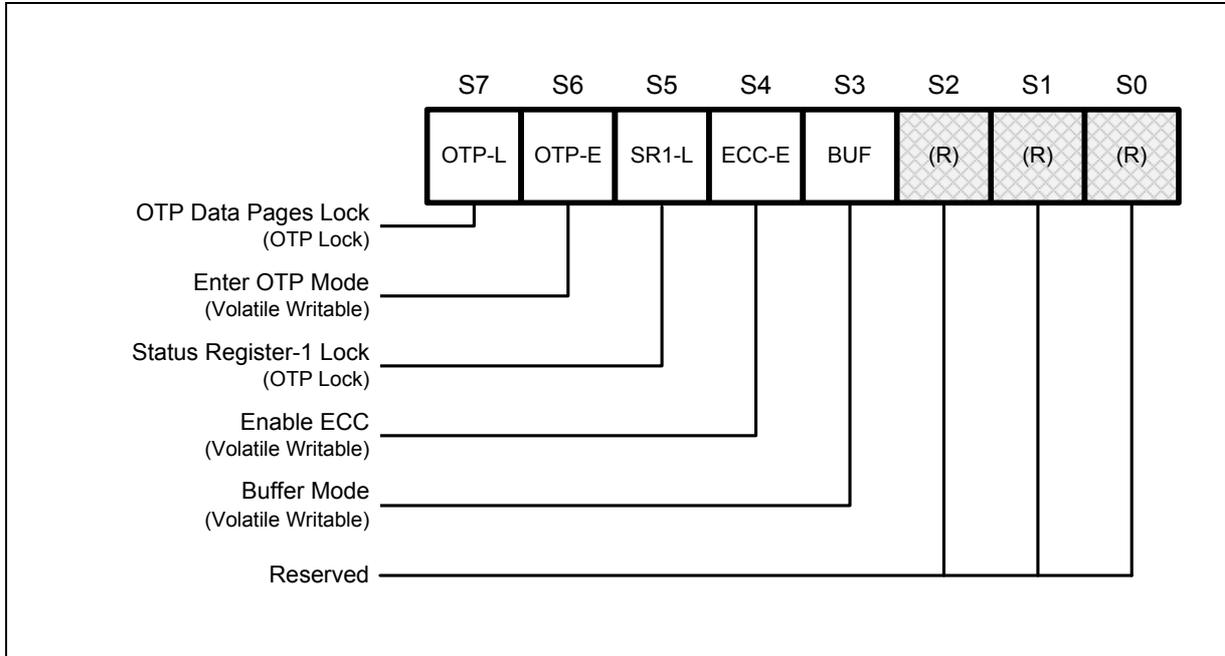 S7 S6 S5 S4 S3 S2 S1 S0
OTP-L OTP-E SR1-L ECC-E BUF (R) (R) (R)
OTP Data Pages Lock
(OTP Lock)
Enter OTP Mode
(Volatile Writable)
Status Register-1 Lock
(OTP Lock)
Enable ECC
(Volatile Writable)
Buffer Mode
(Volatile Writable)
Reserved